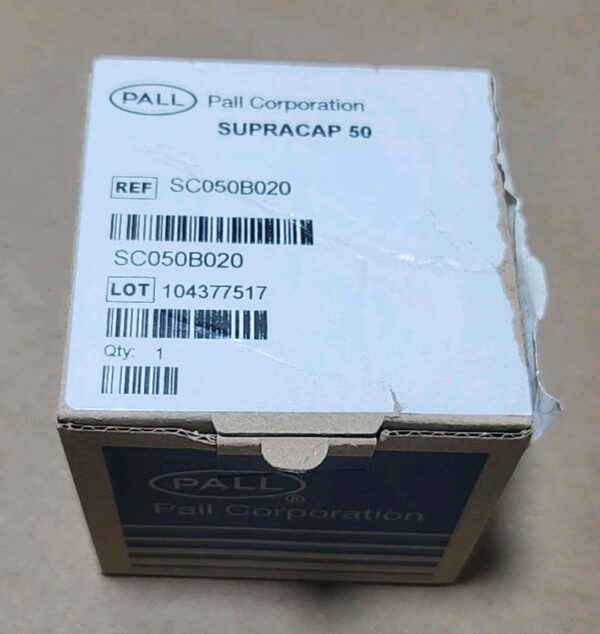 PALL Pall Corporation
SUPRACAP 50
REF SC050B020
SC050B020
LOT 104377517
Qty: 1
PALL ®
Pall Corporation